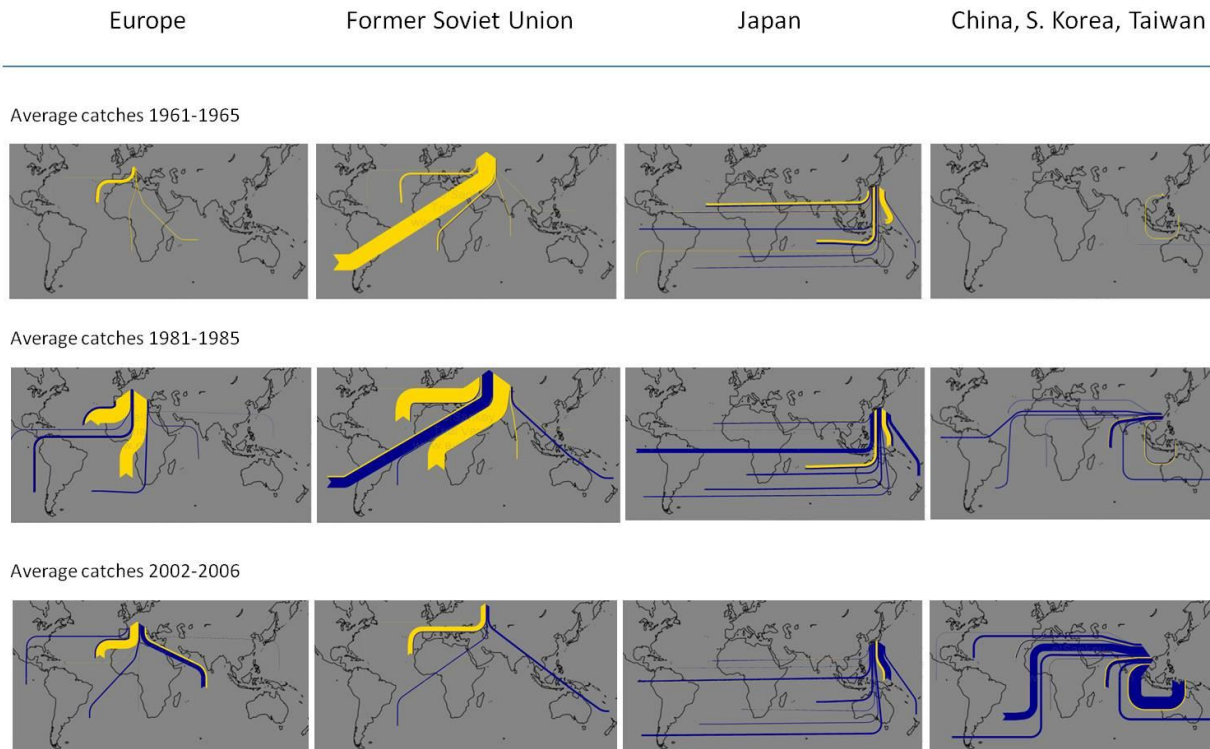 Europe Former Soviet Union Japan China, S. Korea, Taiwan
Average catches 1961-1965
Average catches 1981-1985
Average catches 2002-2006